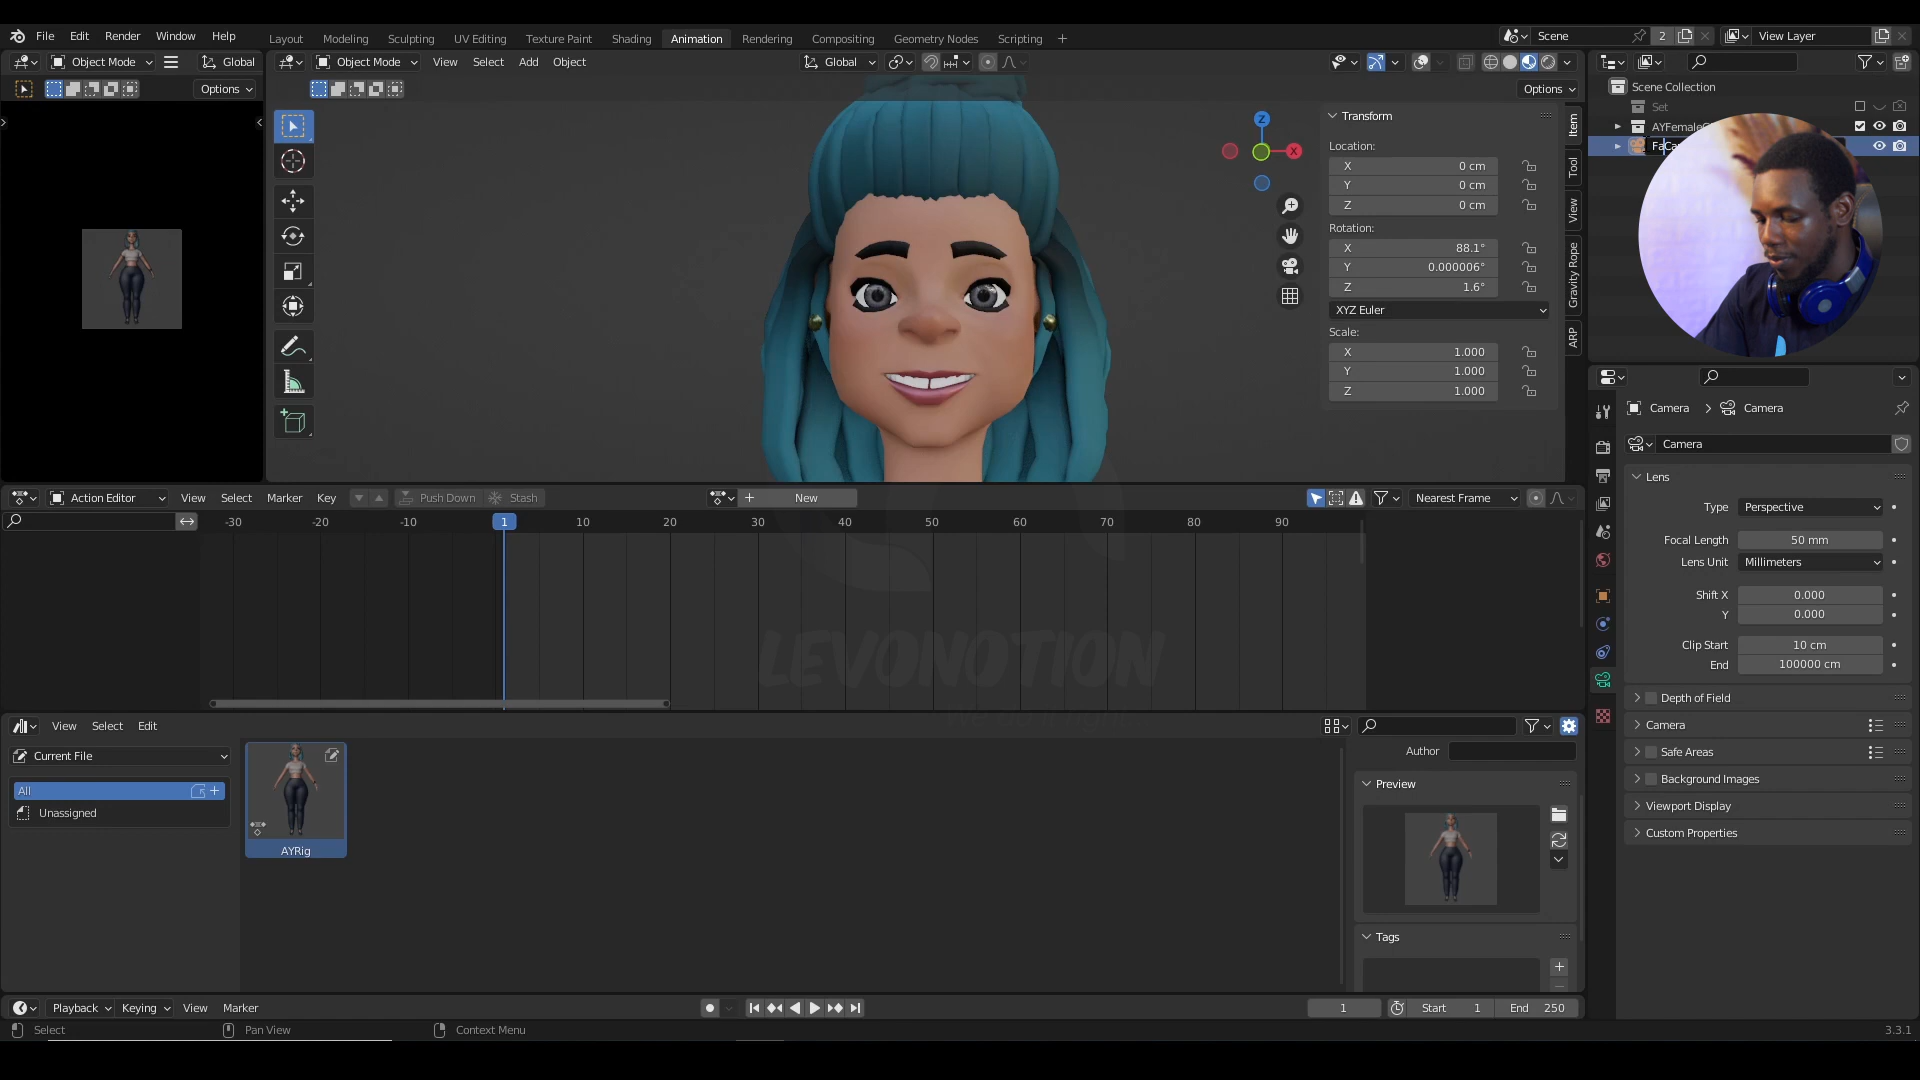 File Edit Render Window Help
Layout Modeling Sculpting UV Editing Texture Paint Shading Animation Rendering Compositing Geometry Nodes Scripting +
Scene 2 View Layer
Object Mode Global
Object Mode View Select Add Object Global
Options
Options
Scene Collection
Set
Z
X
Transform
Location:
X 0 cm
Y 0 cm
Z 0 cm
Rotation:
X 88.1°
Y 0.000006°
Z 1.6°
XYZ Euler
Scale:
X 1.000
Y 1.000
Z 1.000
Item
Tool
View
Gravity Rope
ARP
Camera > Camera
Camera
Lens
Type Perspective
Focal Length 50 mm
Lens Unit Millimeters
Shift X 0.000
Y 0.000
Clip Start 10 cm
End 100000 cm
Depth of Field
Camera
Safe Areas
Background Images
Viewport Display
Custom Properties
Action Editor View Select Marker Key Push Down Stash New Nearest Frame
-30 -20 -10 1 10 20 30 40 50 60 70 80 90
LEVONOTION
View Select Edit
Current File
All
Unassigned
AYRig
Author
Preview
Tags
Playback Keying View Marker 1 Start 1 End 250
Select Pan View Context Menu 3.3.1